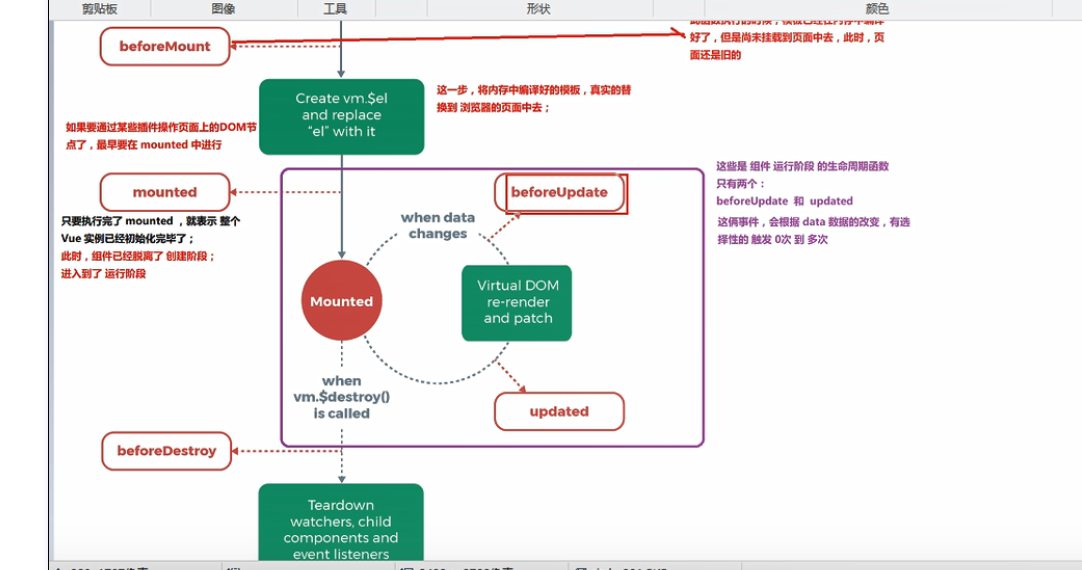 剪贴板
图像
工具
形状
颜色
beforeMount
好了，但是尚未挂载到页面中去，此时，页
面还是旧的
Create vm.$el
and replace
"el" with it
这一步，将内存中编译好的模板，真实的替
换到 浏览器的页面中去；
如果要通过某些插件操作页面上的DOM节
点了，最早要在 mounted 中进行
mounted
只要执行完了 mounted ，就表示 整个
Vue 实例已经初始化完毕了；
此时，组件已经脱离了 创建阶段；
进入到了 运行阶段
beforeUpdate
when data
changes
这些是 组件 运行阶段 的生命周期函数
只有两个：
beforeUpdate 和 updated
这俩事件，会根据 data 数据的改变，有选
择性的 触发 0次 到 多次
Mounted
Virtual DOM
re-render
and patch
when
vm.$destroy()
is called
updated
beforeDestroy
Teardown
watchers, child
components and
event listeners